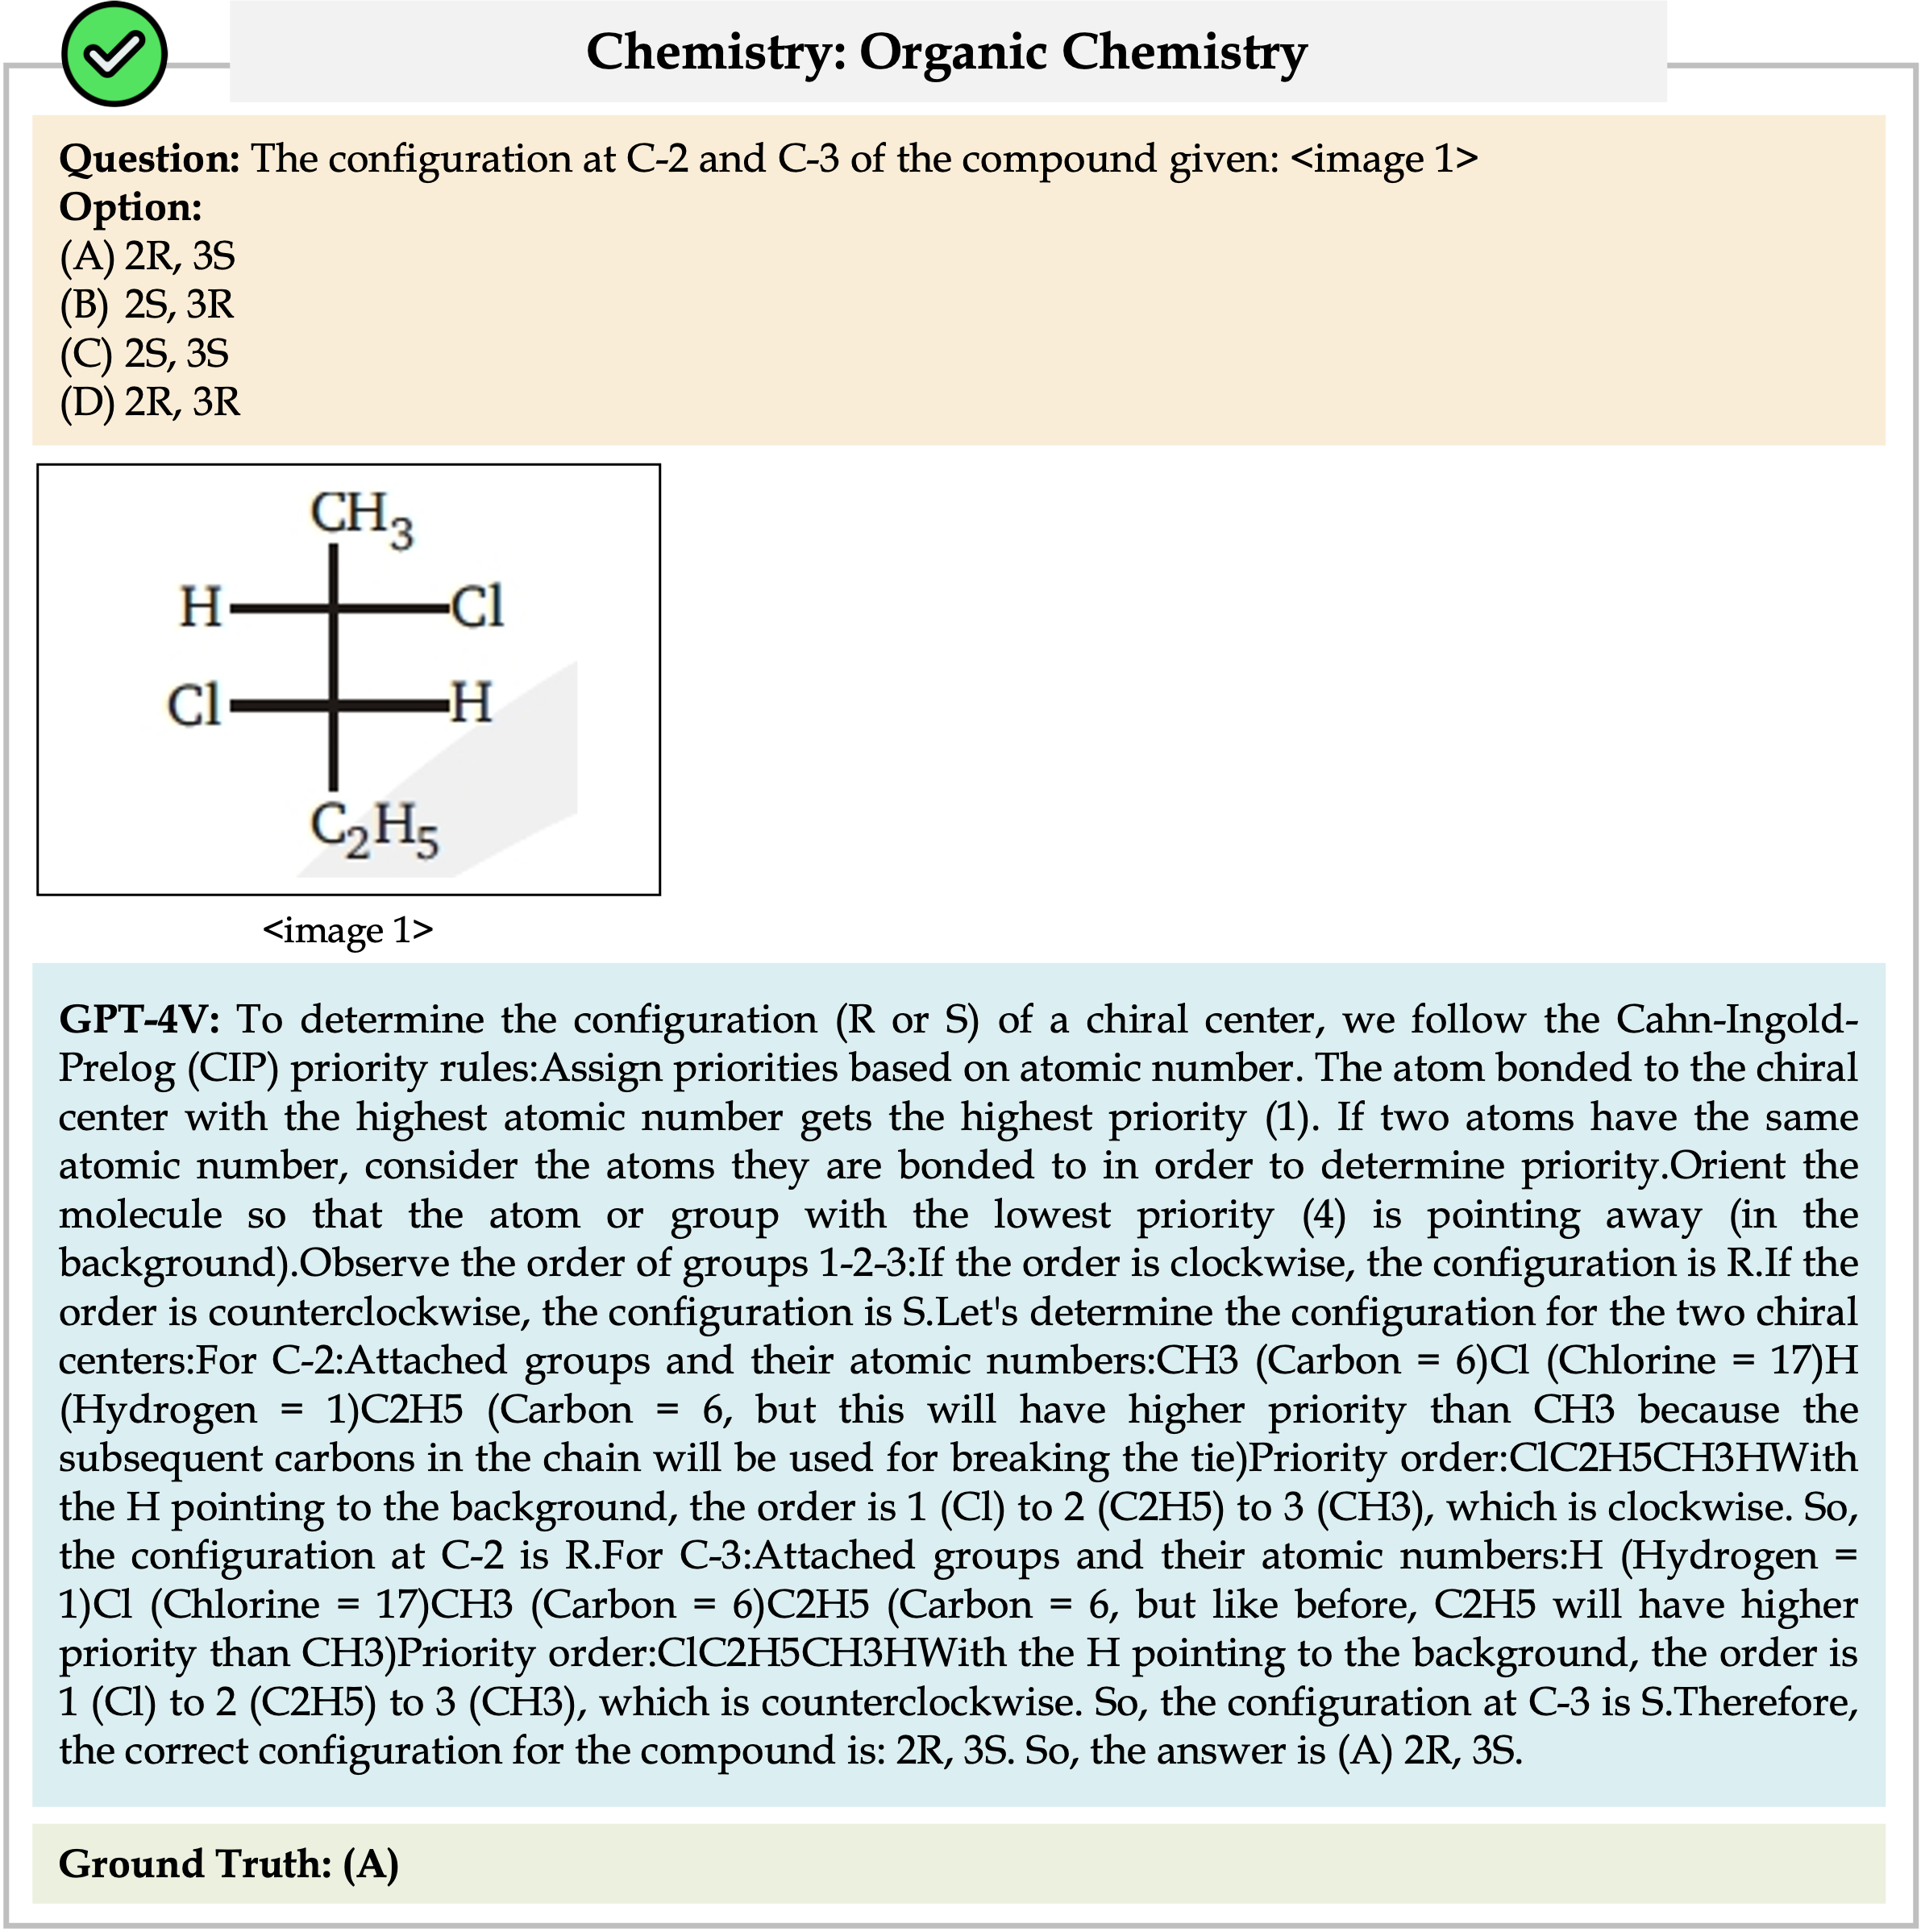 Chemistry: Organic Chemistry
Question: The configuration at C-2 and C-3 of the compound given: <image 1>
Option:
(A) 2R, 3S
(B) 2S, 3R
(C) 2S, 3S
(D) 2R, 3R
CH3
H Cl
Cl H
C2H5
<image 1>
GPT-4V: To determine the configuration (R or S) of a chiral center, we follow the Cahn-Ingold-
Prelog (CIP) priority rules:Assign priorities based on atomic number. The atom bonded to the chiral
center with the highest atomic number gets the highest priority (1). If two atoms have the same
atomic number, consider the atoms they are bonded to in order to determine priority.Orient the
molecule so that the atom or group with the lowest priority (4) is pointing away (in the
background).Observe the order of groups 1-2-3:If the order is clockwise, the configuration is R.If the
order is counterclockwise, the configuration is S.Let's determine the configuration for the two chiral
centers:For C-2:Attached groups and their atomic numbers:CH3 (Carbon = 6)Cl (Chlorine = 17)H
(Hydrogen = 1)C2H5 (Carbon = 6, but this will have higher priority than CH3 because the
subsequent carbons in the chain will be used for breaking the tie)Priority order:ClC2H5CH3HWith
the H pointing to the background, the order is 1 (Cl) to 2 (C2H5) to 3 (CH3), which is clockwise. So,
the configuration at C-2 is R.For C-3:Attached groups and their atomic numbers:H (Hydrogen =
1)Cl (Chlorine = 17)CH3 (Carbon = 6)C2H5 (Carbon = 6, but like before, C2H5 will have higher
priority than CH3)Priority order:ClC2H5CH3HWith the H pointing to the background, the order is
1 (Cl) to 2 (C2H5) to 3 (CH3), which is counterclockwise. So, the configuration at C-3 is S.Therefore,
the correct configuration for the compound is: 2R, 3S. So, the answer is (A) 2R, 3S.
Ground Truth: (A)